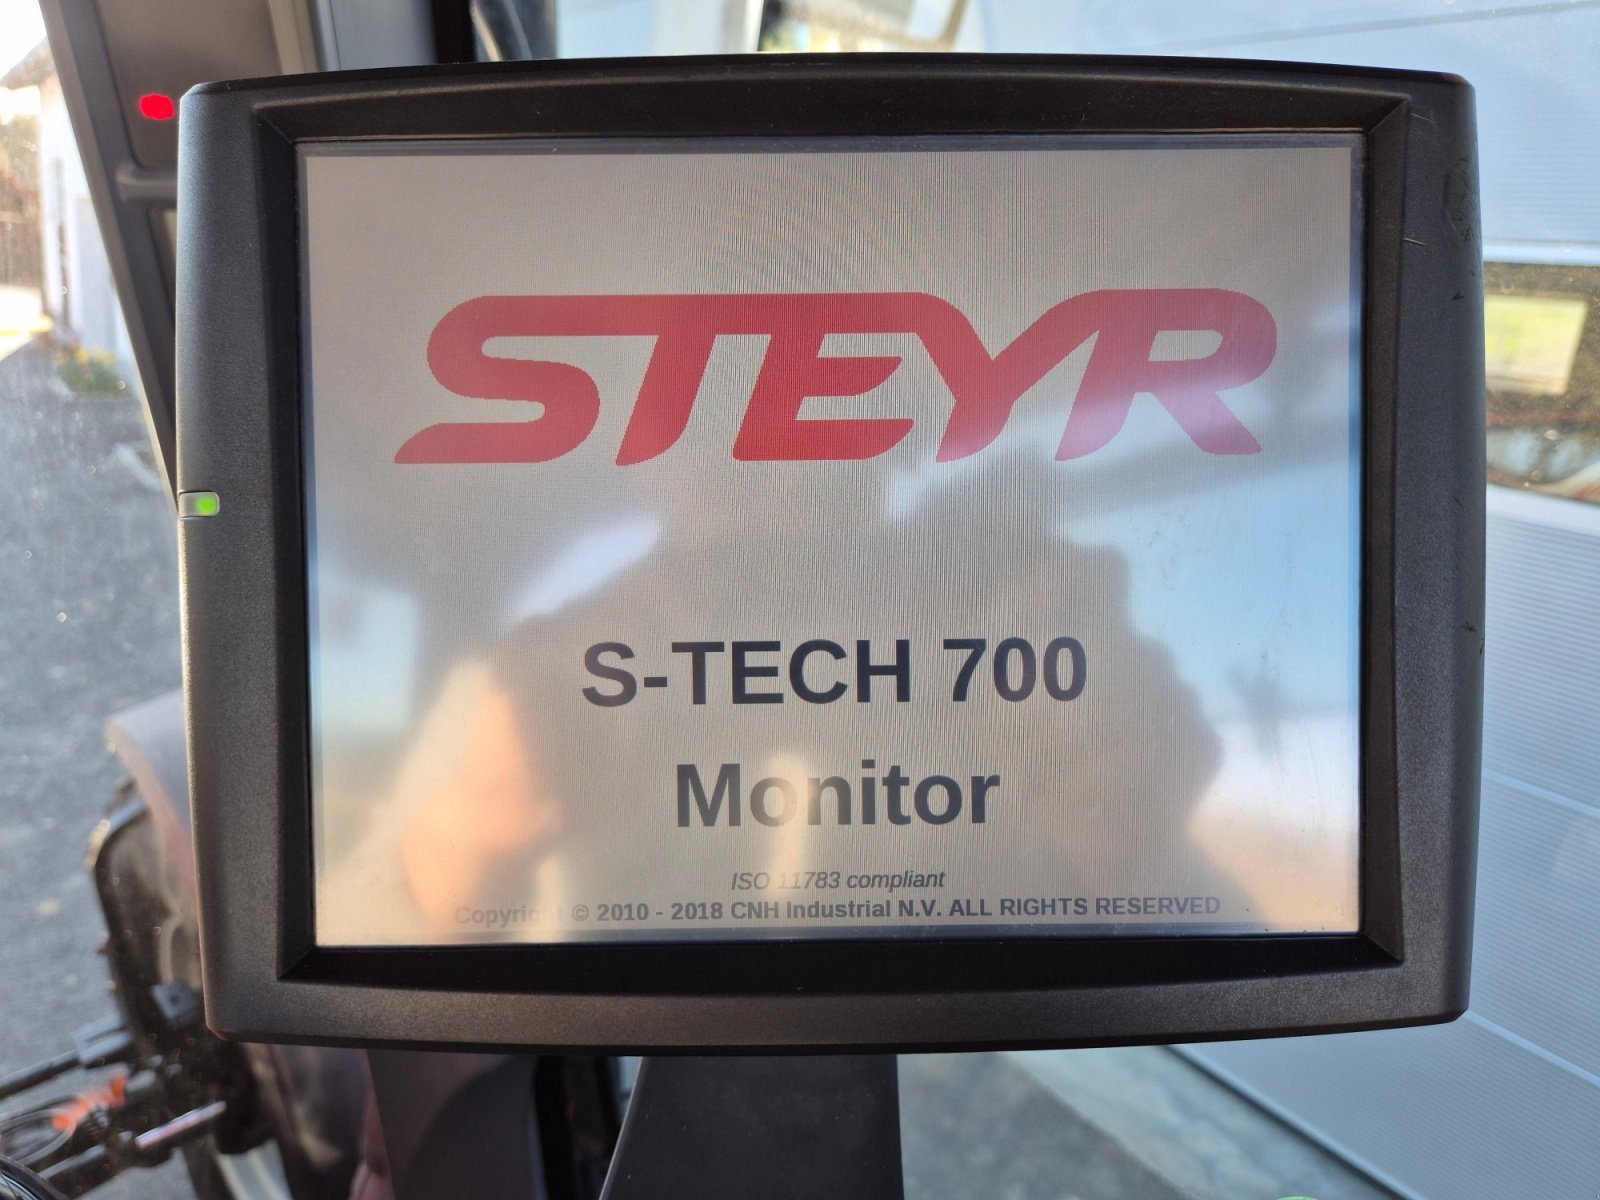 STEYR
S-TECH 700
Monitor
ISO 11783 compliant
Copyright © 2010 - 2018 CNH Industrial N.V. ALL RIGHTS RESERVED